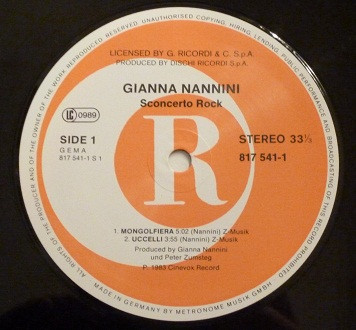 ALL RIGHTS OF THE PRODUCER AND OF THE OWNER OF THE WORK REPRODUCED RESERVED. UNAUTHORISED COPYING, HIRING, LENDING, PUBLIC PERFORMANCE AND BROADCASTING OF THIS RECORD PROHIBITED
LICENSED BY G. RICORDI & C. S.p.A.
PRODUCED BY DISCHI RICORDI S.p.A.
GIANNA NANNINI
Sconcerto Rock
LC 0989
SIDE 1
GEMA
817 541-1 S 1
STEREO 33⅓
817 541-1
R
1. MONGOLFIERA 5:02 (Nannini) Z-Musik
2. UCCELLI 3:55 (Nannini) Z-Musik
Produced by Gianna Nannini
und Peter Zumsteg
P. 1983 Cinevox Record
MADE IN GERMANY BY METRONOME MUSIK GMBH